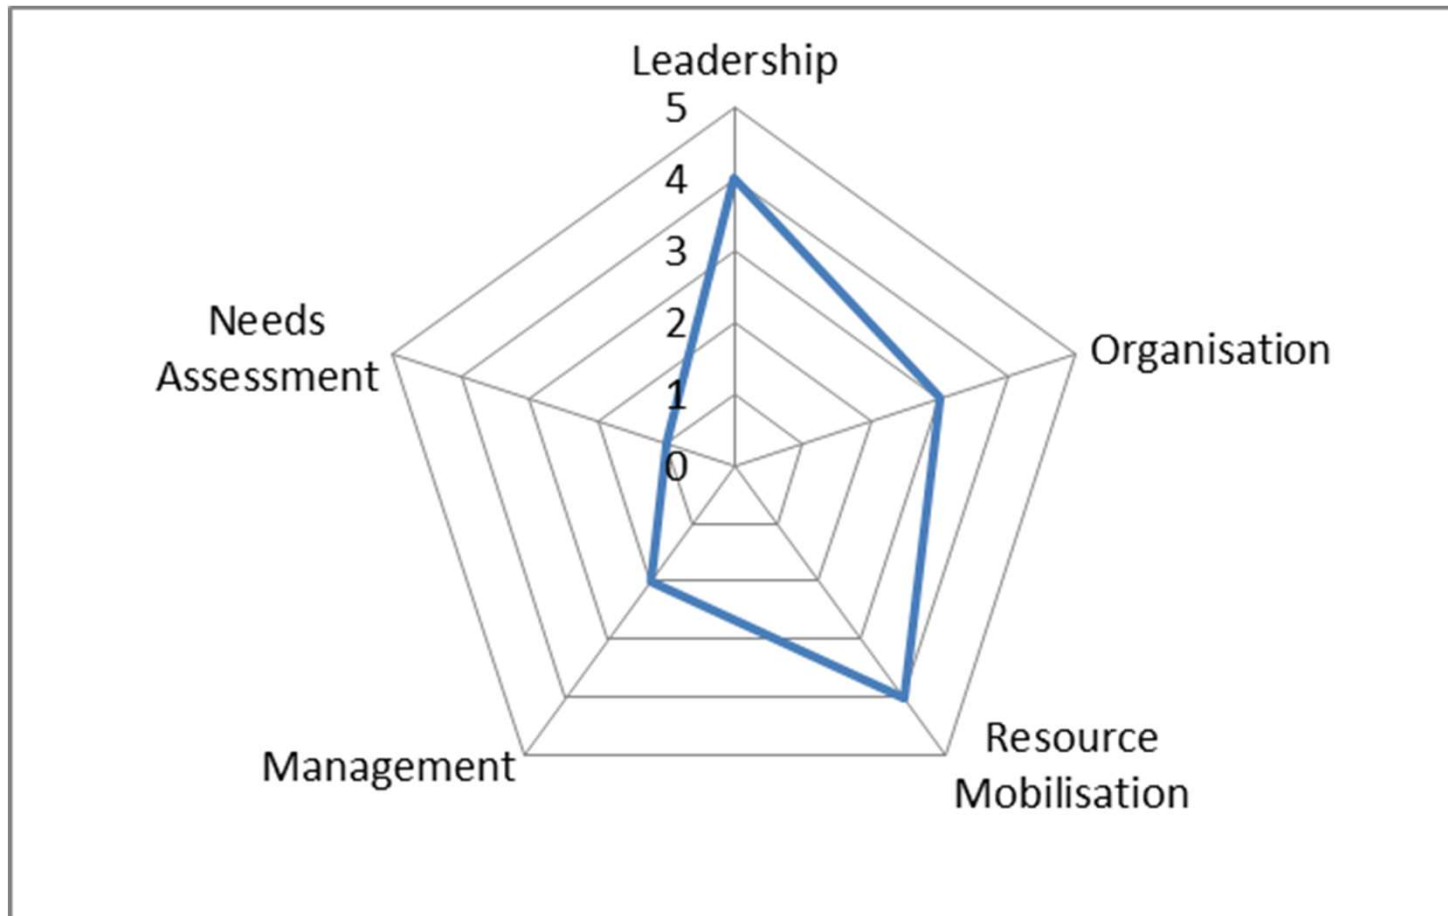 Leadership
5
4
3
2
1
0
Organisation
Resource
Mobilisation
Management
Needs
Assessment